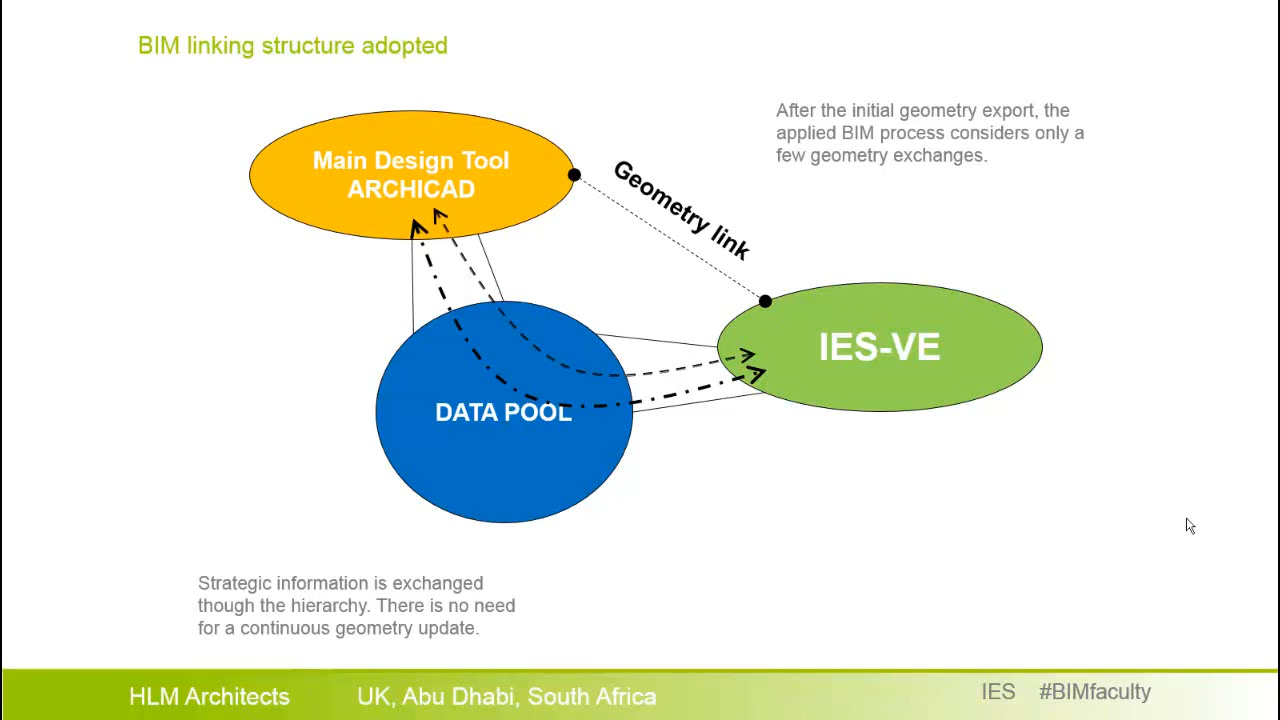 BIM linking structure adopted
After the initial geometry export, the
applied BIM process considers only a
few geometry exchanges.
Main Design Tool
ARCHICAD
Geometry link
IES-VE
DATA POOL
Strategic information is exchanged
though the hierarchy. There is no need
for a continuous geometry update.
HLM Architects UK, Abu Dhabi, South Africa IES #BIMfaculty